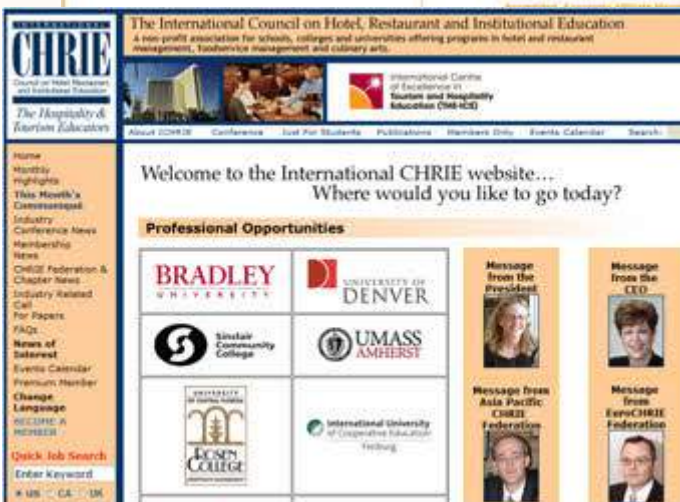 INTERNATIONAL
CHRIE
Council on Hotel Restaurant
and Institutional Education
The Hospitality &
Tourism Educators
The International Council on Hotel, Restaurant and Institutional Education
A non-profit association for schools, colleges and universities offering programs in hotel and restaurant
management, foodservice management and culinary arts.
International Centre
of Excellence in
Tourism and Hospitality
Education (THE-ICE)
About ICHRIE Conference Just For Students Publications Members Only Events Calendar Search:
Home
Monthly
Highlights
This Month's
Communiqué
Industry
Conference News
Membership
News
CHRIE Federation &
Chapter News
Industry Related
Call
For Papers
FAQs
News of
Interest
Events Calendar
Premium Member
Change
Language
BECOME A
MEMBER
Quick Job Search
Enter Keyword
US CA UK
Welcome to the International CHRIE website…
Where would you like to go today?
Professional Opportunities
BRADLEY
UNIVERSITY
UNIVERSITY OF
DENVER
Sinclair
Community
College
UMASS
AMHERST
UNIVERSITY
OF CENTRAL FLORIDA
ROSEN
COLLEGE
International University
of Cooperative Education
Freiburg
Message
from the
President
Message
from the
CEO
Message from
Asia Pacific
CHRIE
Federation
Message
from
EuroCHRIE
Federation